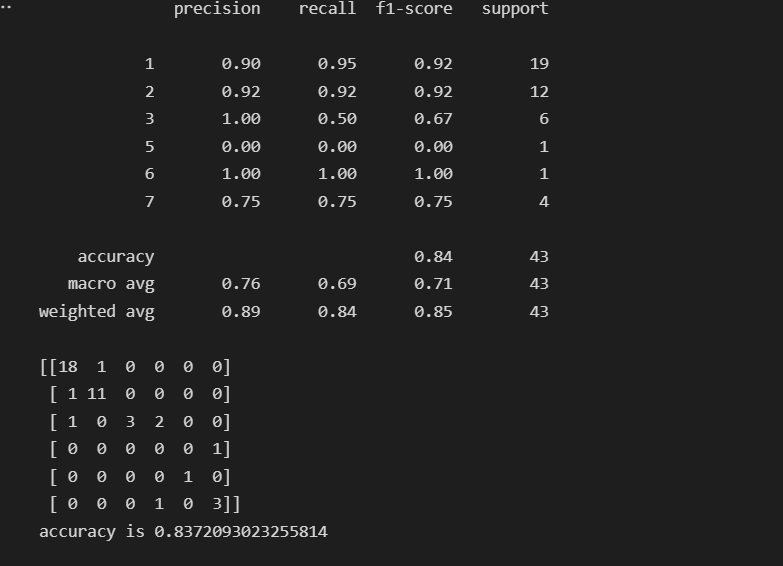 precision    recall  f1-score   support

           1       0.90      0.95      0.92        19
           2       0.92      0.92      0.92        12
           3       1.00      0.50      0.67         6
           5       0.00      0.00      0.00         1
           6       1.00      1.00      1.00         1
           7       0.75      0.75      0.75         4

    accuracy                           0.84        43
   macro avg       0.76      0.69      0.71        43
weighted avg       0.89      0.84      0.85        43

[[18  1  0  0  0  0]
 [ 1 11  0  0  0  0]
 [ 1  0  3  2  0  0]
 [ 0  0  0  0  0  1]
 [ 0  0  0  0  1  0]
 [ 0  0  0  1  0  3]]
accuracy is 0.8372093023255814